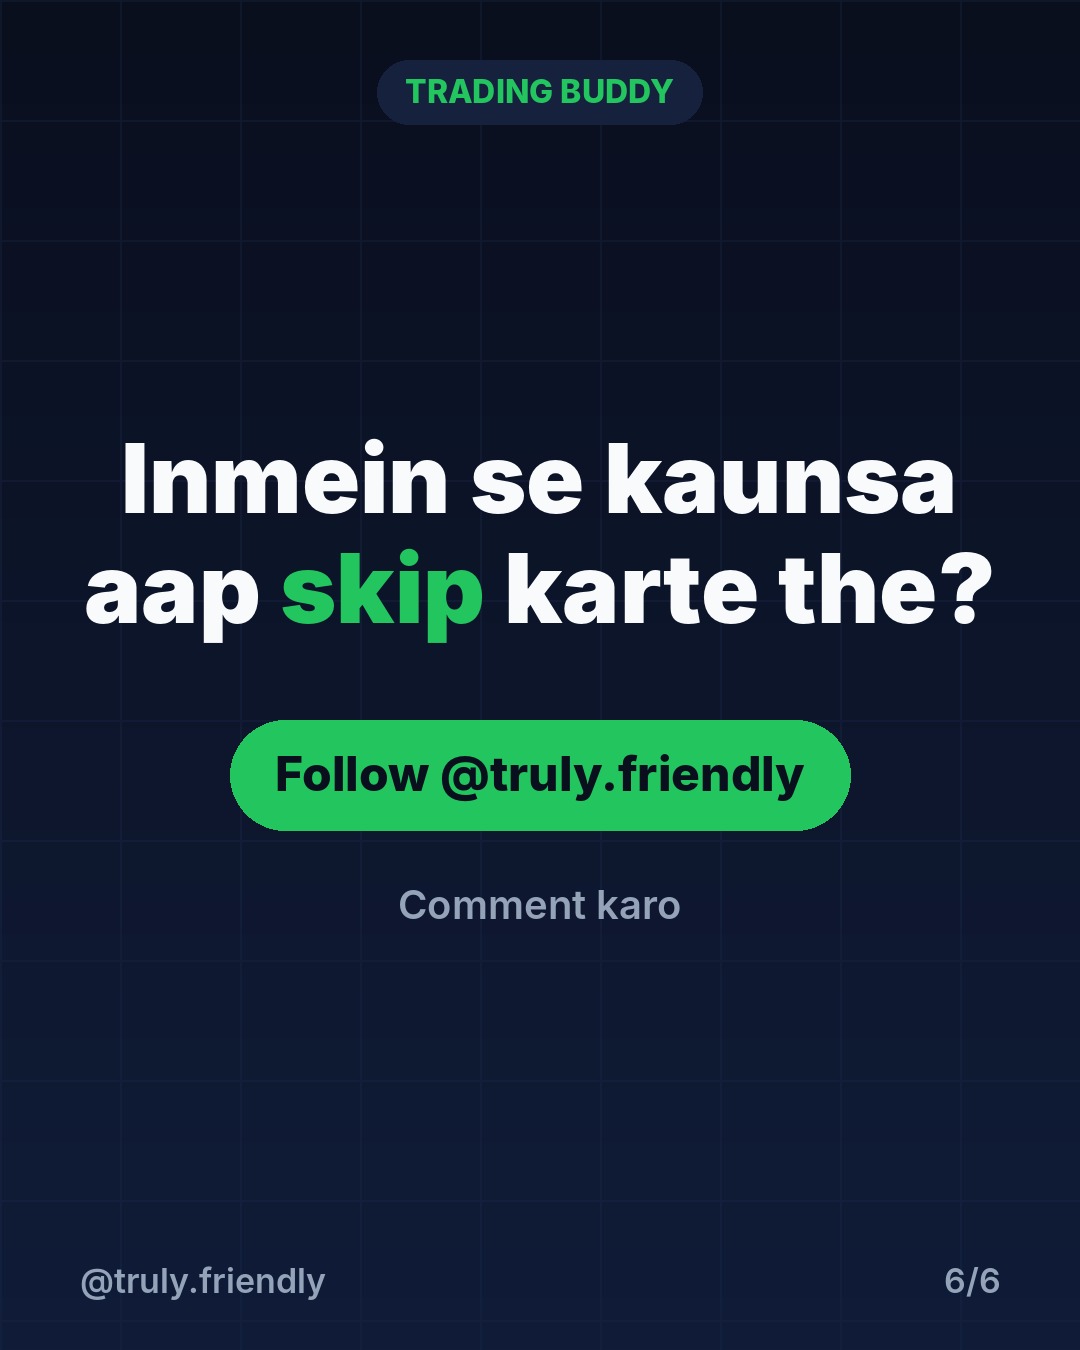 TRADING BUDDY
Inmein se kaunsa
aap skip karte the?
Follow @truly.friendly
Comment karo
@truly.friendly
6/6